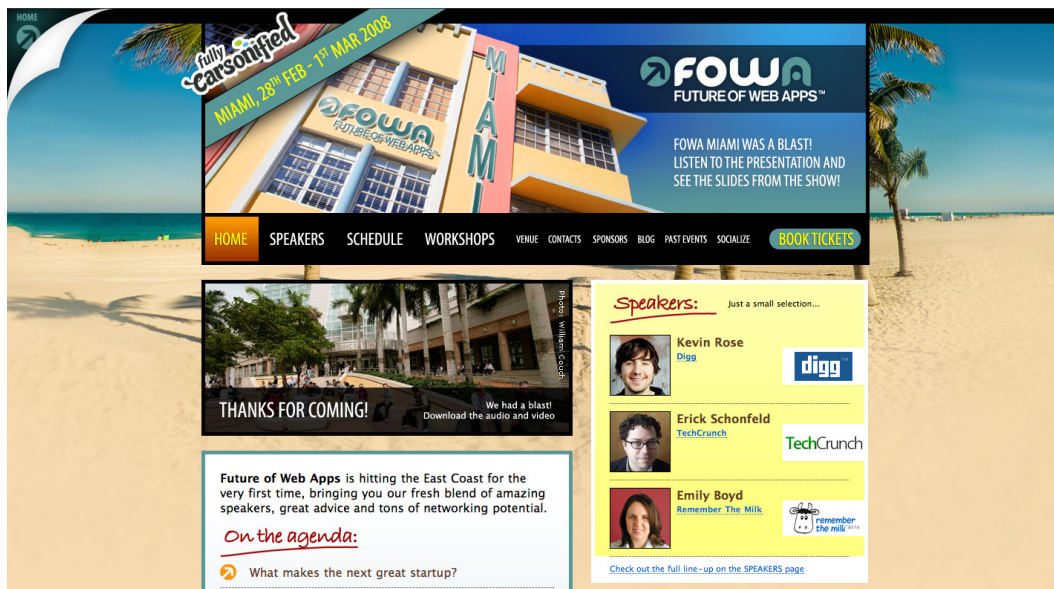 HOME
fully
carsonified
MIAMI, 28TH FEB - 1ST MAR 2008
FOWA
FUTURE OF WEB APPS
MIAMI
FOWA
FUTURE OF WEB APPS™
FOWA MIAMI WAS A BLAST!
LISTEN TO THE PRESENTATION AND
SEE THE SLIDES FROM THE SHOW!
HOME SPEAKERS SCHEDULE WORKSHOPS VENUE CONTACTS SPONSORS BLOG PAST EVENTS SOCIALIZE BOOK TICKETS
Photo: William Couch
THANKS FOR COMING!
We had a blast!
Download the audio and video
Future of Web Apps is hitting the East Coast for the
very first time, bringing you our fresh blend of amazing
speakers, great advice and tons of networking potential.
On the agenda:
What makes the next great startup?
Speakers: Just a small selection...
Kevin Rose
Digg
digg™
Erick Schonfeld
TechCrunch
TechCrunch
Emily Boyd
Remember The Milk
remember
the milk BETA
Check out the full line-up on the SPEAKERS page